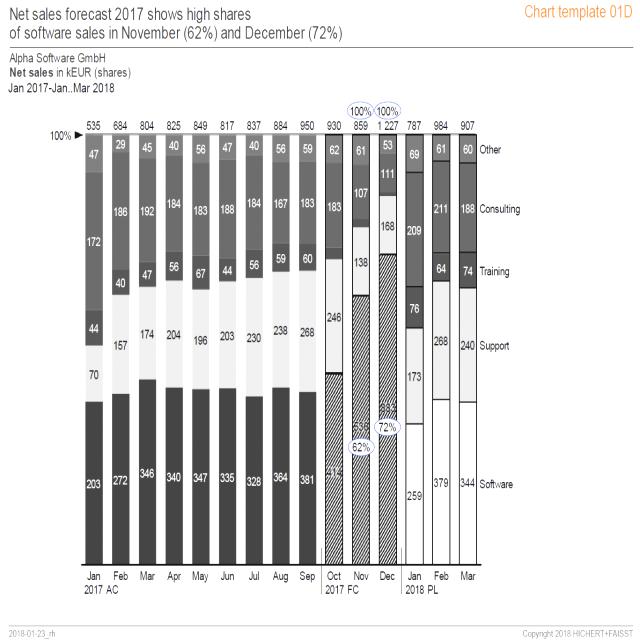 Net sales forecast 2017 shows high shares
of software sales in November (62%) and December (72%)
Chart template 01D
Alpha Software GmbH
Net sales in kEUR (shares)
Jan 2017-Jan..Mar 2018
100% 100%
535 684 804 825 849 817 837 884 950 930 859 1 227 787 984 907
100%
47 29 45 40 56 47 40 56 59 62 61 53 69 61 60 Other
172 186 192 184 183 188 184 167 183 183 107 111 209 211 188 Consulting
44 40 47 56 67 44 56 59 60 76 64 74 Training
70 157 174 204 196 203 230 238 268 246 138 168 173 268 240 Support
203 272 346 340 347 335 328 364 381 259 379 344 Software
62% 72%
Jan Feb Mar Apr May Jun Jul Aug Sep Oct Nov Dec Jan Feb Mar
2017 AC 2017 FC 2018 PL
2018-01-23_rh
Copyright 2018 HICHERT+FAISST